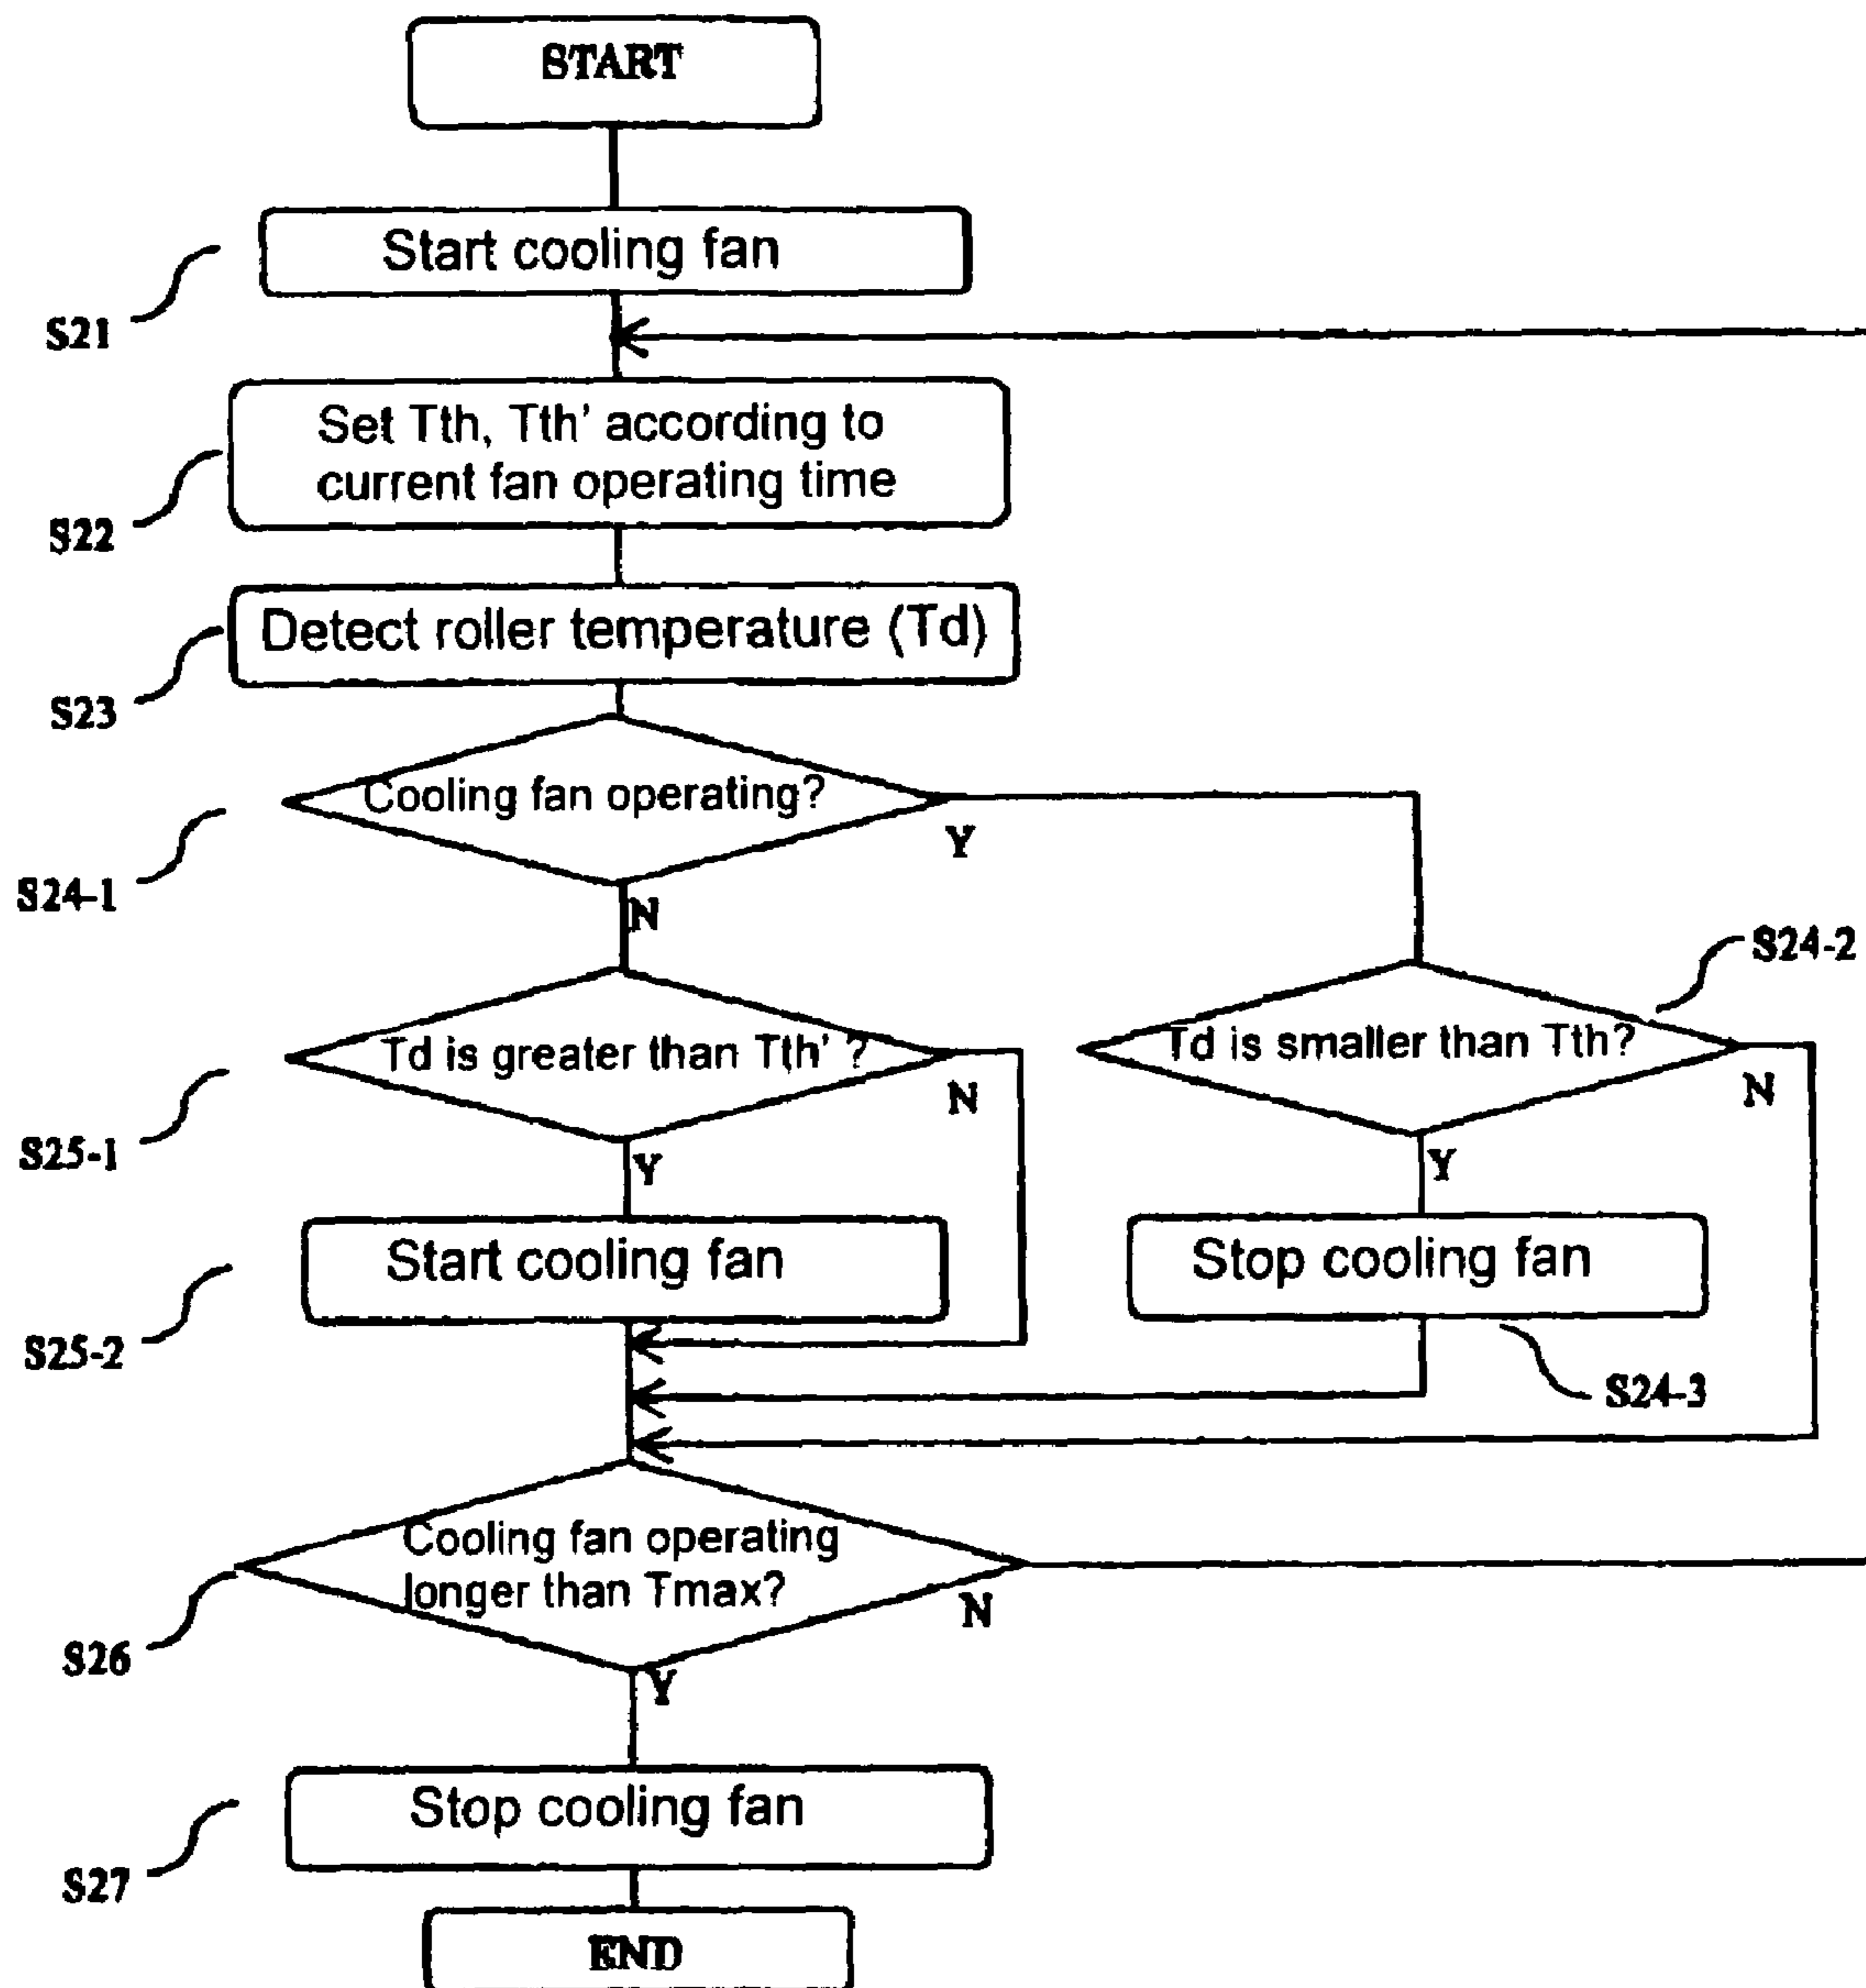 START
Start cooling fan
S21
Set Tth, Tth' according to
current fan operating time
S22
Detect roller temperature (Td)
S23
Cooling fan operating?
Y
S24-1
N
S24-2
Td is greater than Tth' ?
Td is smaller than Tth?
N
N
S25-1
Y
Y
Start cooling fan
Stop cooling fan
S25-2
S24-3
Cooling fan operating
longer than Tmax?
N
S26
Y
Stop cooling fan
S27
END